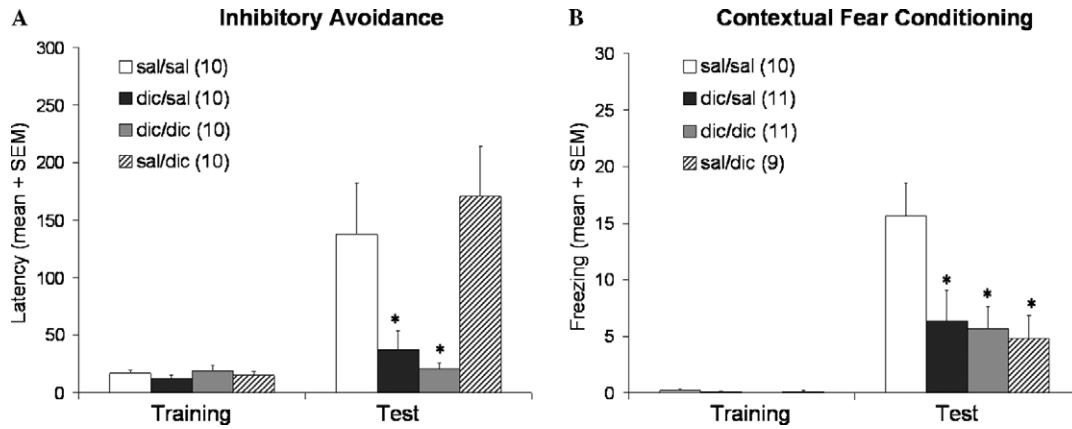 A Inhibitory Avoidance
Latency (mean + SEM)
300
250
200
150
100
50
0
sal/sal (10)
dic/sal (10)
dic/dic (10)
sal/dic (10)
*
*
Training Test
B Contextual Fear Conditioning
Freezing (mean + SEM)
30
25
20
15
10
5
0
sal/sal (10)
dic/sal (11)
dic/dic (11)
sal/dic (9)
*
*
*
Training Test